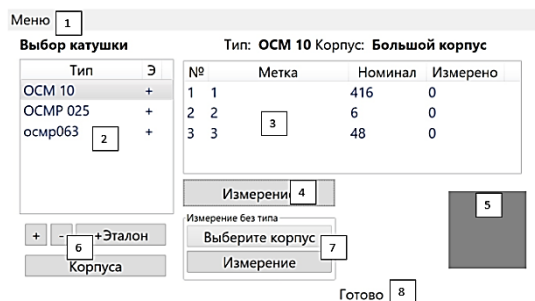 Меню 1
Выбор катушки
Тип: ОСМ 10 Корпус: Большой корпус
Тип Э
ОСМ 10 +
ОСМР 025 +
осмр063 +
2
№ Метка Номинал Измерено
1 1 416 0
2 2 6 0
3 3 48 0
3
Измерение 4
5
Измерение без типа
Выберите корпус
Измерение
7
+ - +Эталон
6
Корпуса
Готово 8